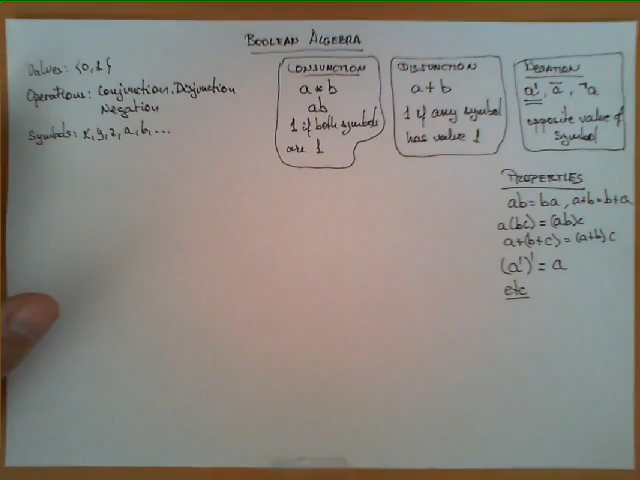 BOOLEAN ALGEBRA
Values: {0,1}
Operations: Conjunction, Disjunction
Negation
Symbols: x, y, z, a, b, ...
CONJUNCTION
a * b
ab
1 if both symbols
are 1
DISJUNCTION
a + b
1 if any symbol
has value 1
NEGATION
a', a̅, ¬a
opposite value of
symbol
PROPERTIES
ab = ba, a+b = b+a
a(bc) = (ab)c
a+(b+c) = (a+b) c
(a')' = a
etc